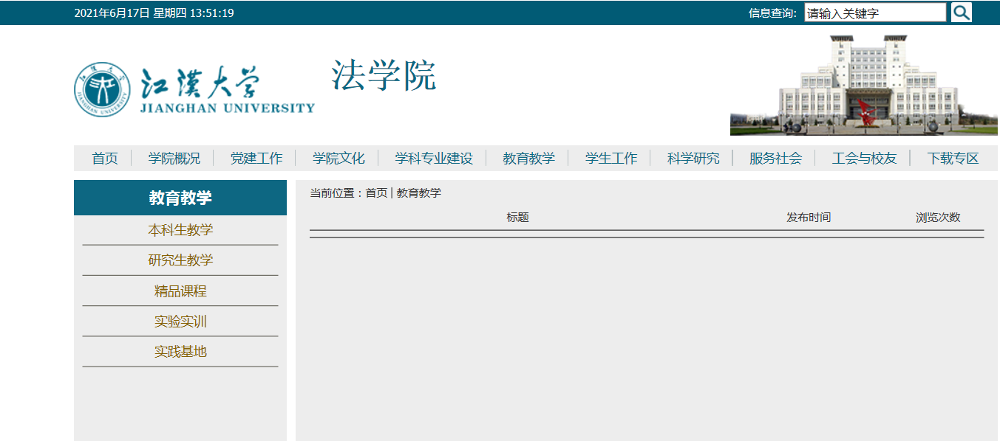 2021年6月17日 星期四 13:51:19
信息查询: 请输入关键字
江漢大学
JIANGHAN UNIVERSITY
法学院
首页 学院概况 党建工作 学院文化 学科专业建设 教育教学 学生工作 科学研究 服务社会 工会与校友 下载专区
教育教学
本科生教学
研究生教学
精品课程
实验实训
实践基地
当前位置：首页 | 教育教学
标题 发布时间 浏览次数